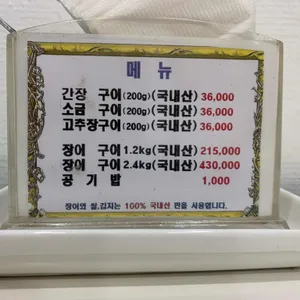 메 뉴
간장 구이(200g)(국내산) 36,000
소금 구이(200g)(국내산) 36,000
고추장구이(200g)(국내산) 36,000
장어 구이 1.2kg(국내산) 215,000
장어 구이 2.4kg(국내산) 430,000
공 기 밥 1,000
장어와 쌀,김치는 100% 국내산 만을 사용합니다.